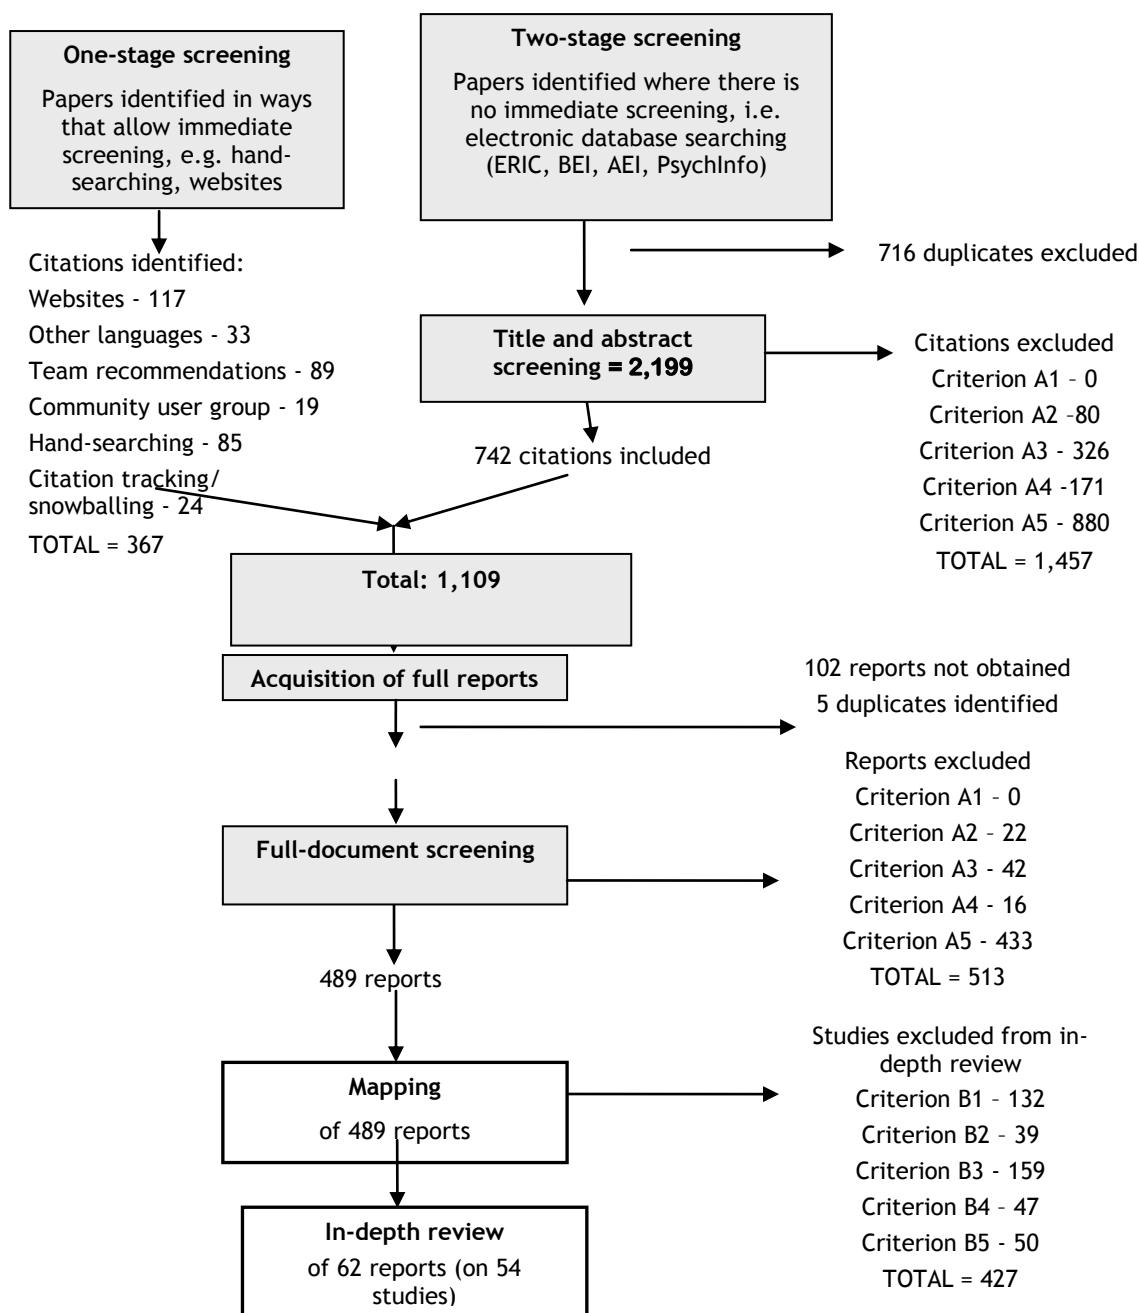 One-stage screening
Papers identified in ways
that allow immediate
screening, e.g. hand-
searching, websites
Two-stage screening
Papers identified where there is
no immediate screening, i.e.
electronic database searching
(ERIC, BEI, AEI, PsychInfo)
716 duplicates excluded
Citations identified:
Websites - 117
Other languages - 33
Team recommendations - 89
Community user group - 19
Hand-searching - 85
Citation tracking/
snowballing - 24
TOTAL = 367
Title and abstract
screening = 2,199
Citations excluded
Criterion A1 – 0
Criterion A2 –80
Criterion A3 - 326
Criterion A4 -171
Criterion A5 - 880
TOTAL = 1,457
742 citations included
Total: 1,109
Acquisition of full reports
102 reports not obtained
5 duplicates identified
Full-document screening
Reports excluded
Criterion A1 – 0
Criterion A2 – 22
Criterion A3 - 42
Criterion A4 - 16
Criterion A5 - 433
TOTAL = 513
489 reports
Mapping
of 489 reports
Studies excluded from in-
depth review
Criterion B1 – 132
Criterion B2 – 39
Criterion B3 - 159
Criterion B4 – 47
Criterion B5 - 50
TOTAL = 427
In-depth review
of 62 reports (on 54
studies)